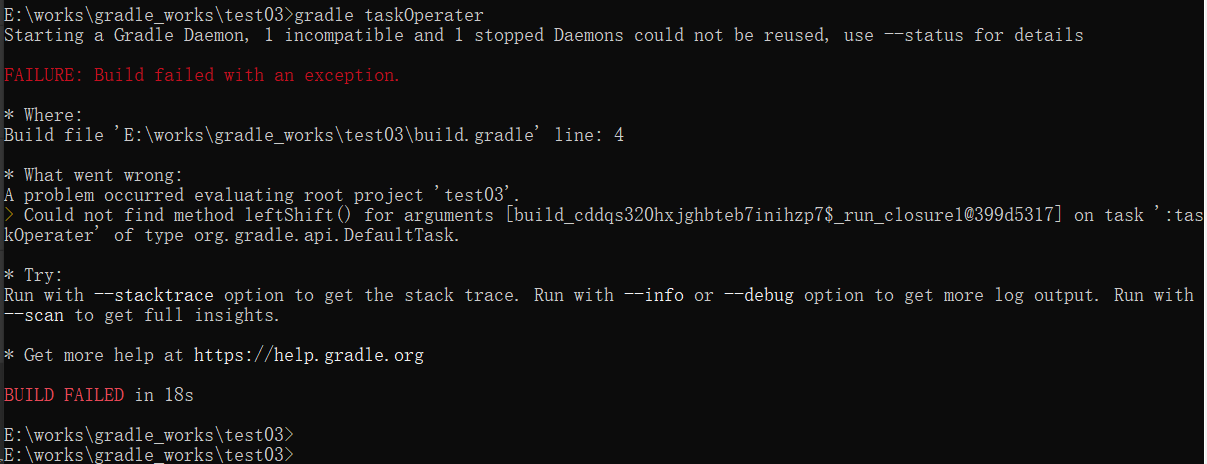 E:\works\gradle_works\test03>gradle taskOperater
Starting a Gradle Daemon, 1 incompatible and 1 stopped Daemons could not be reused, use --status for details
FAILURE: Build failed with an exception.
* Where:
Build file 'E:\works\gradle_works\test03\build.gradle' line: 4
* What went wrong:
A problem occurred evaluating root project 'test03'.
> Could not find method leftShift() for arguments [build_cddqs320hxjghbteb7inihzp7$_run_closure1@399d5317] on task ':tas
kOperater' of type org.gradle.api.DefaultTask.
* Try:
Run with --stacktrace option to get the stack trace. Run with --info or --debug option to get more log output. Run with
--scan to get full insights.
* Get more help at https://help.gradle.org
BUILD FAILED in 18s
E:\works\gradle_works\test03>
E:\works\gradle_works\test03>